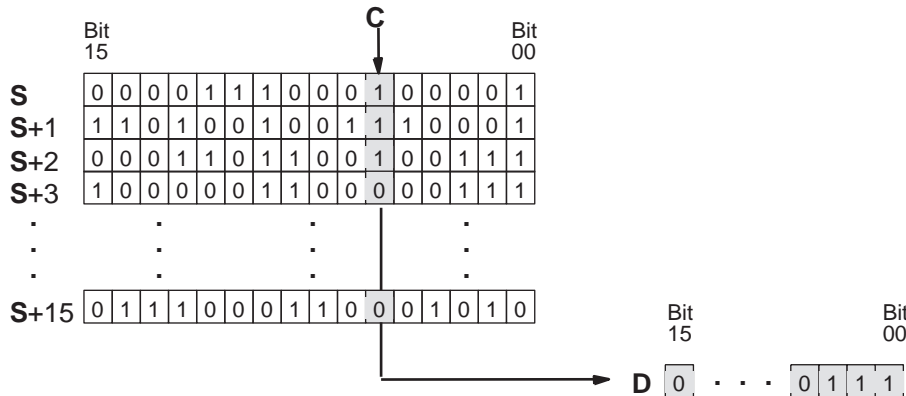 C
Bit Bit
15 00
S 0 0 0 0 1 1 1 0 0 0 1 0 0 0 0 1
S+1 1 1 0 1 0 0 1 0 0 1 1 1 0 0 0 1
S+2 0 0 0 1 1 0 1 1 0 0 1 0 0 1 1 1
S+3 1 0 0 0 0 0 1 1 0 0 0 0 0 1 1 1
. . . .
. . . .
. . . .
S+15 0 1 1 1 0 0 0 1 1 0 0 0 1 0 1 0
Bit Bit
15 00
D 0 . . . 0 1 1 1